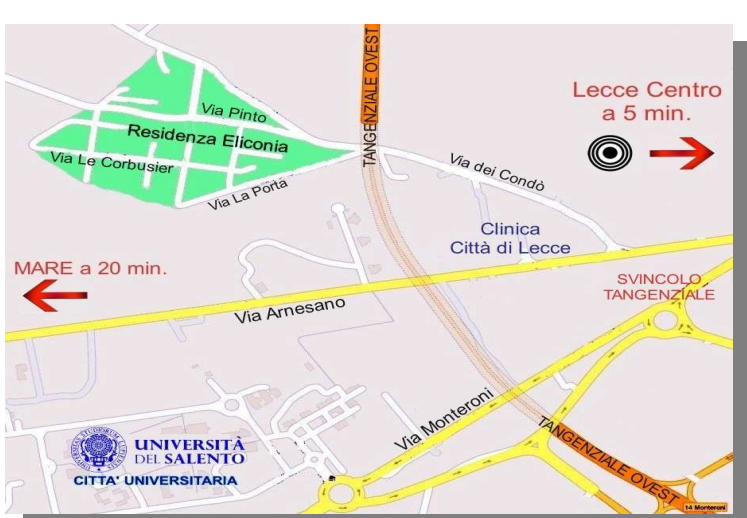 TANGENZIALE OVEST
Lecce Centro
a 5 min.
Via Pinto
Residenza Eliconia
Via Le Corbusier
Via La Porta
Via dei Condò
Clinica
Città di Lecce
MARE a 20 min.
SVINCOLO
TANGENZIALE
Via Arnesano
Via Monteroni
TANGENZIALE OVEST
UNIVERSITÀ
DEL SALENTO
CITTA' UNIVERSITARIA
14 Monteroni